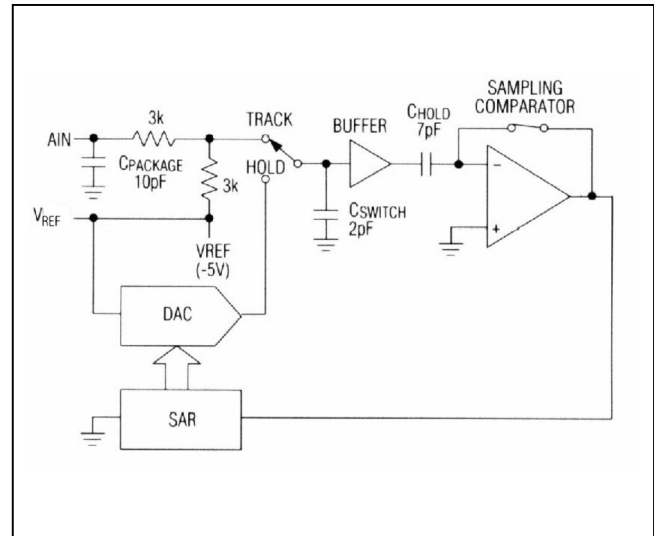 SAMPLING
COMPARATOR
CHOLD
7pF
BUFFER
TRACK
3k
AIN
CPACKAGE
10pF
HOLD
3k
CSWITCH
2pF
VREF
VREF
(-5V)
DAC
SAR
−
+